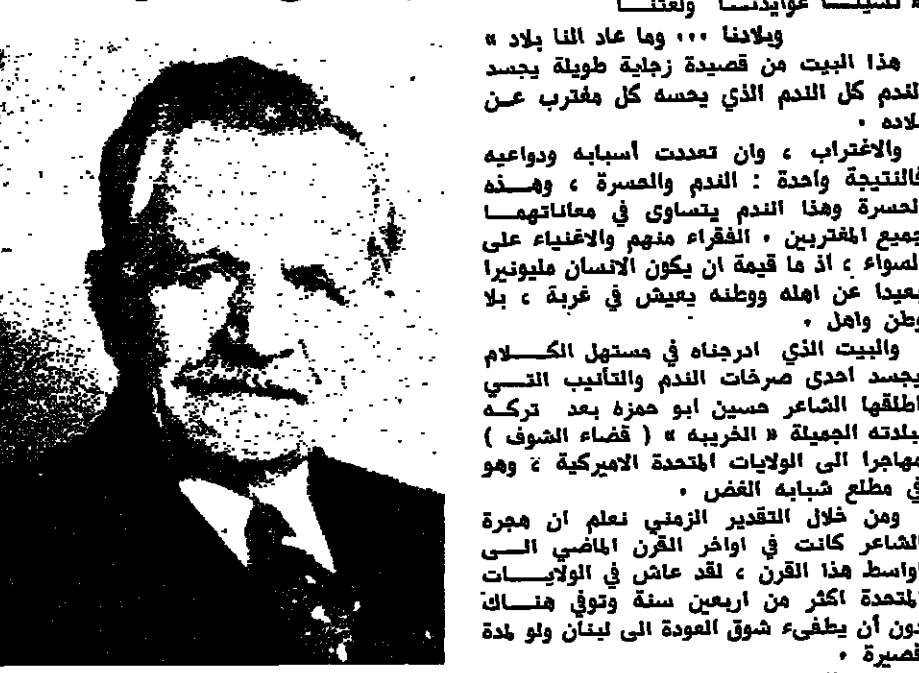 « نسينا عوايدنا ولغتنا
وبلادنا ... وما عاد النا بلاد »
هذا البيت من قصيدة زجلية طويلة يجسد
الندم كل الندم الذي يحسه كل مغترب عن
بلاده .
والاغتراب ، وان تعددت أسبابه ودواعيه
فالنتيجة واحدة : الندم والحسرة ، وهذه
الحسرة وهذا الندم يتساوى في معاناتهما
جميع المغتربين . الفقراء منهم والاغنياء على
السواء ، اذ ما قيمة ان يكون الانسان مليونيرا
بعيدا عن اهله ووطنه يعيش في غربة ، بلا
وطن واهل .
والبيت الذي ادرجناه في مستهل الكلام
يجسد احدى صرخات الندم والتأنيب التي
اطلقها الشاعر حسين ابو حمزه بعد تركه
بلدته الجميلة « الخريبه » ( قضاء الشوف )
مهاجرا الى الولايات المتحدة الاميركية ، وهو
في مطلع شبابه الغض .
ومن خلال التقدير الزمني نعلم ان هجرة
الشاعر كانت في اواخر القرن الماضي الى
اواسط هذا القرن ، لقد عاش في الولايات
المتحدة اكثر من اربعين سنة وتوفي هناك
دون أن يطفىء شوق العودة الى لبنان ولو لمدة
قصيرة .